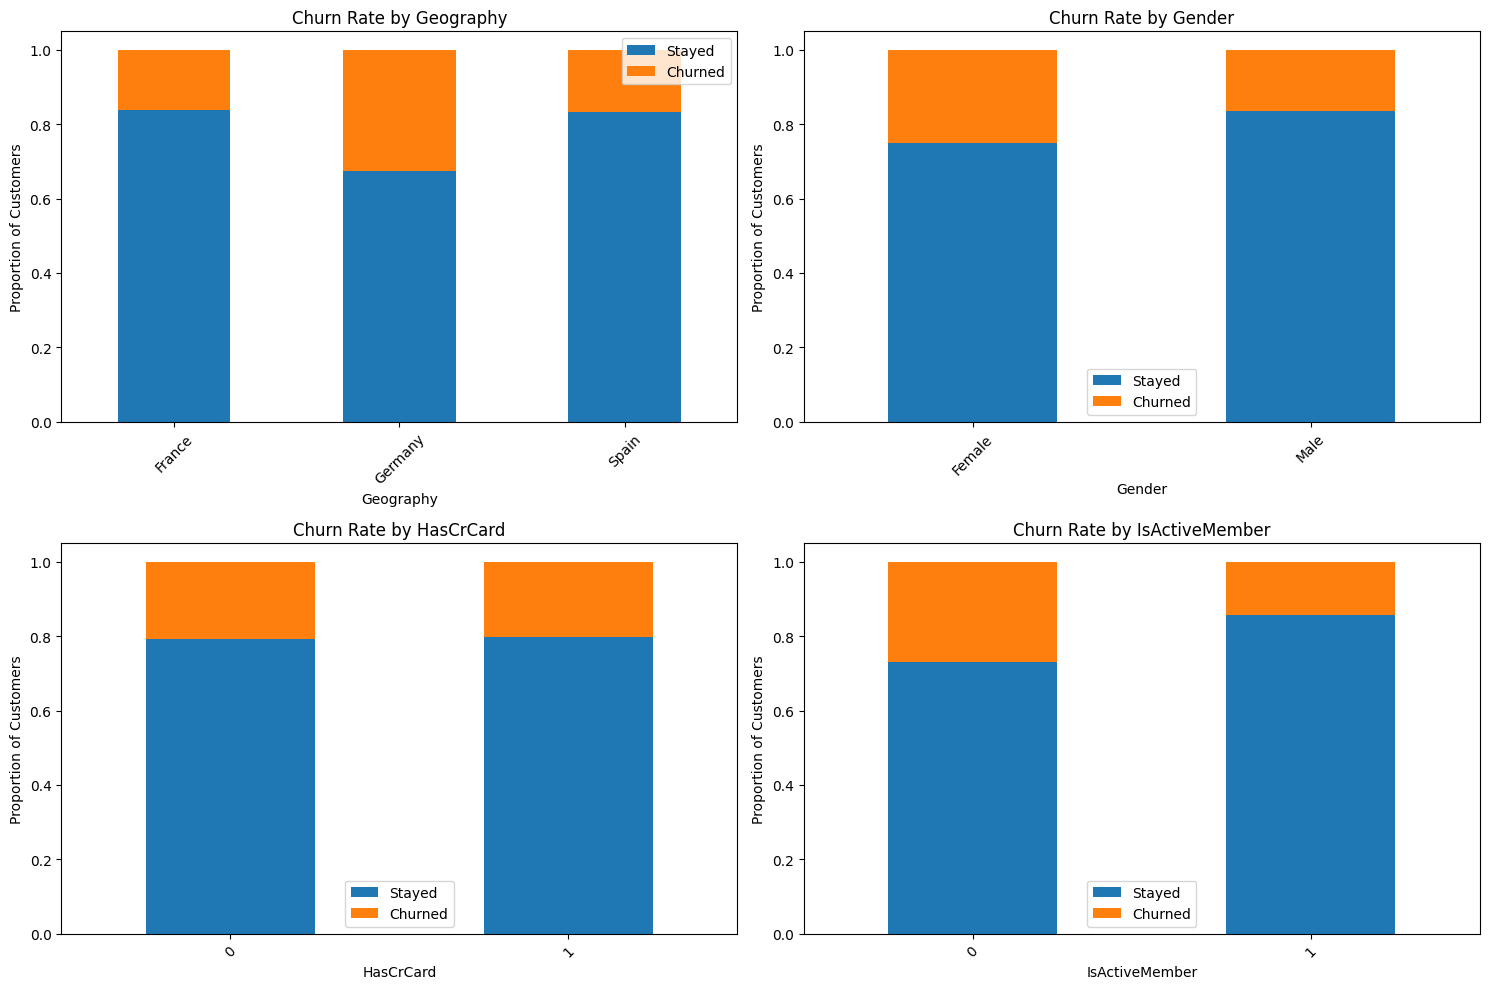 Churn Rate by Geography
Proportion of Customers
1.0
0.8
0.6
0.4
0.2
0.0
Stayed
Churned
France
Germany
Spain
Geography
Churn Rate by Gender
Proportion of Customers
1.0
0.8
0.6
0.4
0.2
0.0
Stayed
Churned
Female
Male
Gender
Churn Rate by HasCrCard
Proportion of Customers
1.0
0.8
0.6
0.4
0.2
0.0
Stayed
Churned
0
1
HasCrCard
Churn Rate by IsActiveMember
Proportion of Customers
1.0
0.8
0.6
0.4
0.2
0.0
Stayed
Churned
0
1
IsActiveMember